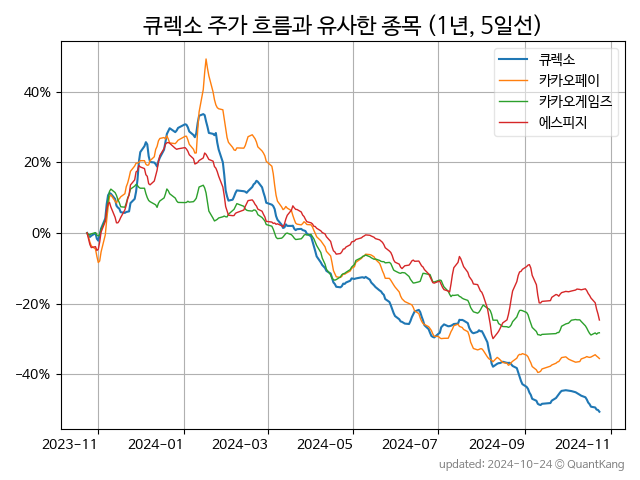 큐렉소 주가 흐름과 유사한 종목 (1년, 5일선)
큐렉소
카카오페이
카카오게임즈
에스피지
40%
20%
0%
−20%
−40%
2023−11
2024−01
2024−03
2024−05
2024−07
2024−09
2024−11
updated: 2024-10-24 © QuantKang